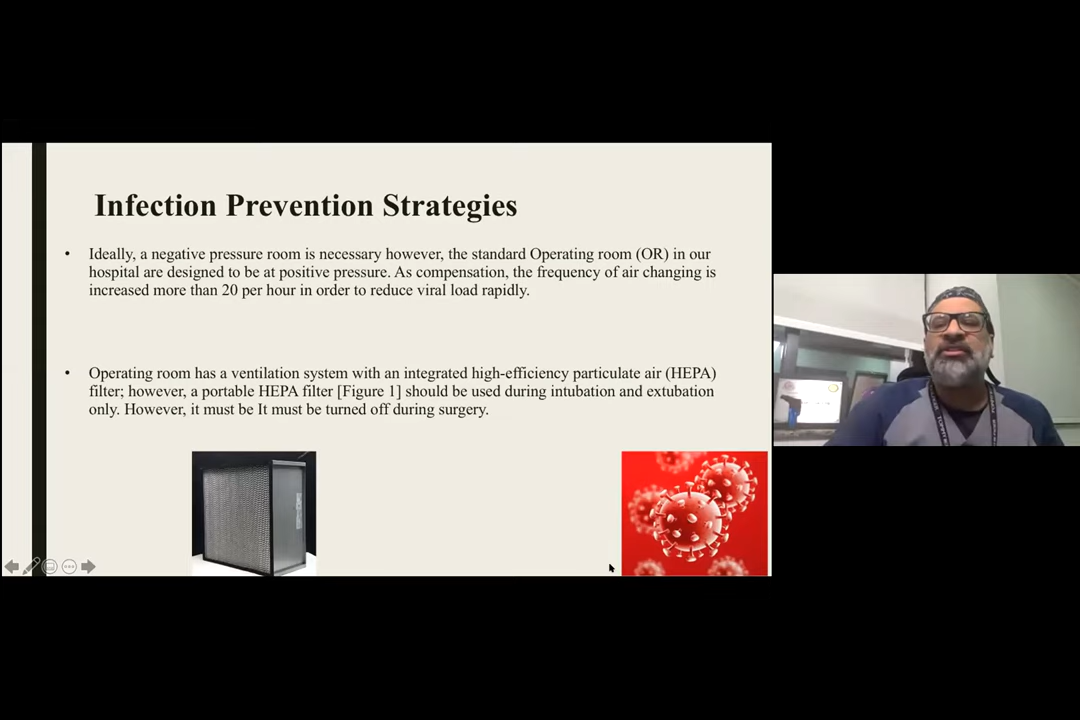 Infection Prevention Strategies
• Ideally, a negative pressure room is necessary however, the standard Operating room (OR) in our
hospital are designed to be at positive pressure. As compensation, the frequency of air changing is
increased more than 20 per hour in order to reduce viral load rapidly.
• Operating room has a ventilation system with an integrated high-efficiency particulate air (HEPA)
filter; however, a portable HEPA filter [Figure 1] should be used during intubation and extubation
only. However, it must be It must be turned off during surgery.